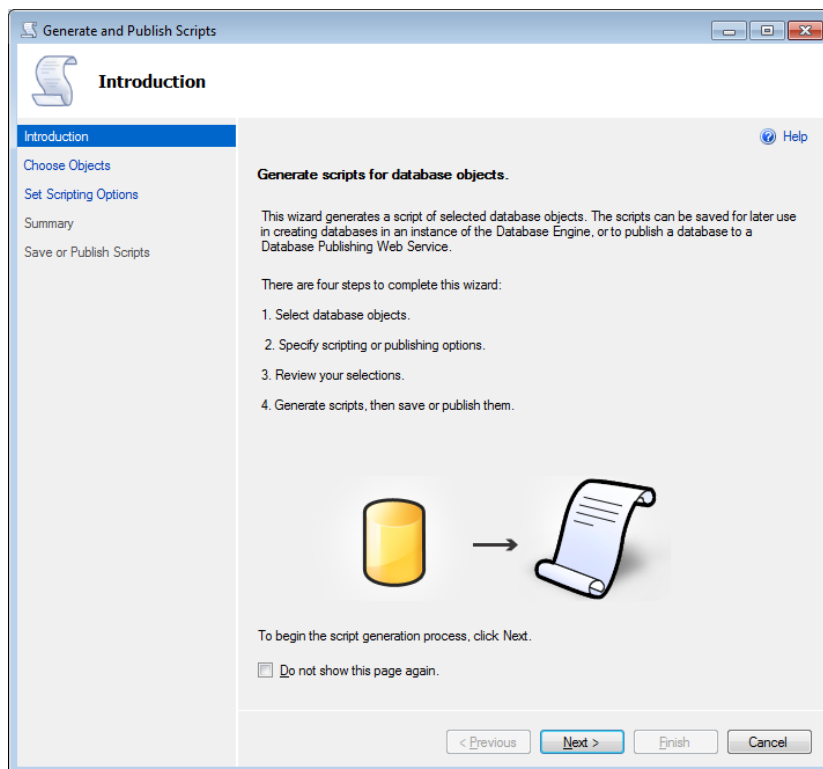 Generate and Publish Scripts
Introduction
Introduction
Choose Objects
Set Scripting Options
Summary
Save or Publish Scripts
Help
Generate scripts for database objects.
This wizard generates a script of selected database objects. The scripts can be saved for later use
in creating databases in an instance of the Database Engine, or to publish a database to a
Database Publishing Web Service.
There are four steps to complete this wizard:
1. Select database objects.
2. Specify scripting or publishing options.
3. Review your selections.
4. Generate scripts, then save or publish them.
To begin the script generation process, click Next.
Do not show this page again.
< Previous
Next >
Finish
Cancel